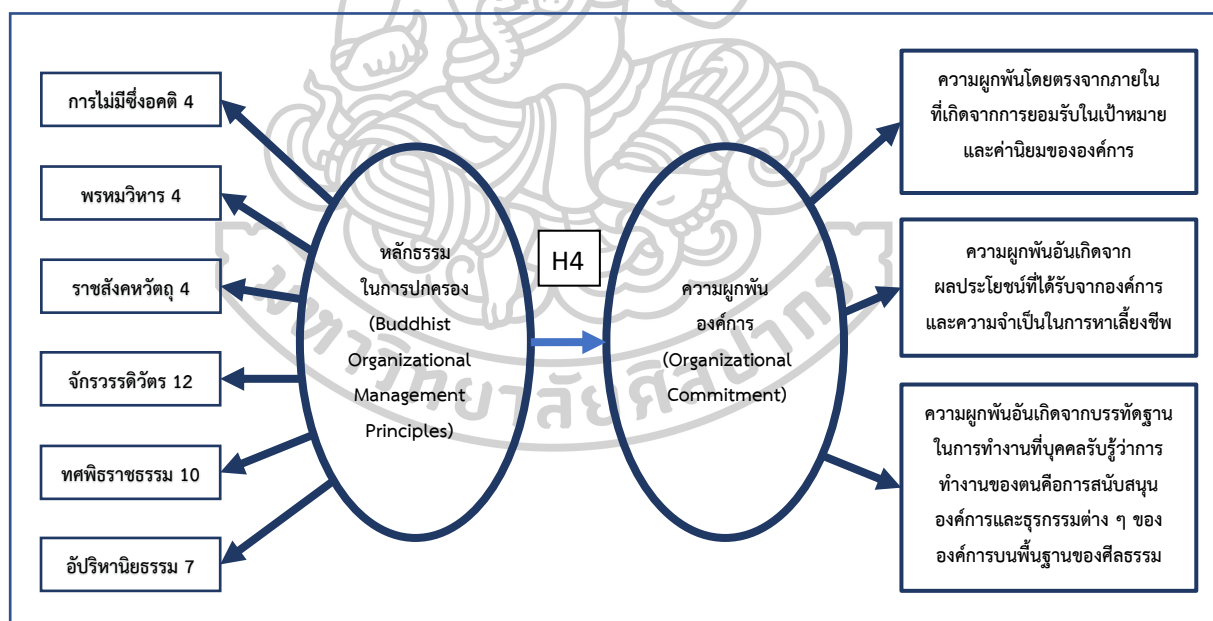 การไม่มีซึ่งอคติ 4
พรหมวิหาร 4
ราชสังคหวัตถุ 4
จักรวรรดิวัตร 12
ทศพิธราชธรรม 10
อัปริหานิยธรรม 7
หลักธรรม
ในการปกครอง
(Buddhist
Organizational
Management
Principles)
H4
ความผูกพัน
องค์การ
(Organizational
Commitment)
ความผูกพันโดยตรงจากภายใน
ที่เกิดจากการยอมรับในเป้าหมาย
และค่านิยมขององค์การ
ความผูกพันอันเกิดจาก
ผลประโยชน์ที่ได้รับจากองค์การ
และความจำเป็นในการหาเลี้ยงชีพ
ความผูกพันอันเกิดจากบรรทัดฐาน
ในการทำงานที่บุคคลรับรู้ว่าการ
ทำงานของตนคือการสนับสนุน
องค์การและธุรกรรมต่าง ๆ ของ
องค์การบนพื้นฐานของศีลธรรม
มหาวิทยาลัยศิลปากร